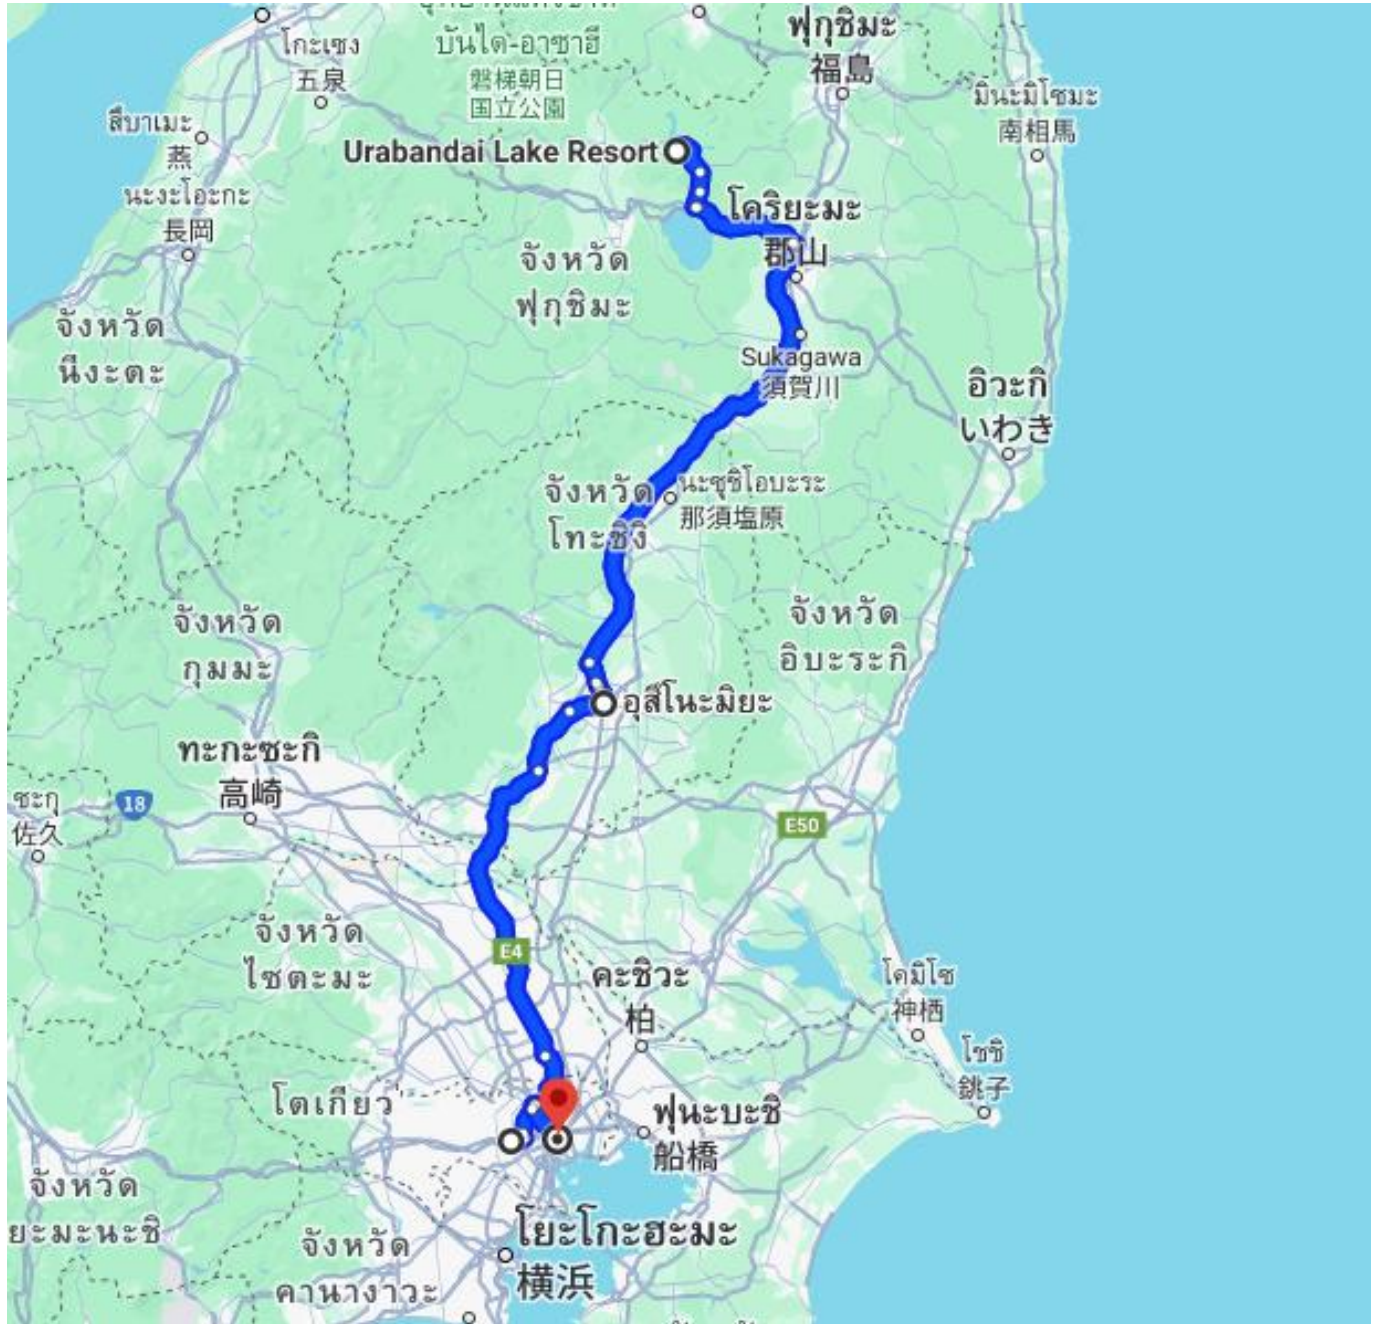 ฟุกุชิมะ
福島
โกะเซง
五泉
บันได-อาซาฮี
磐梯朝日
国立公園
มินะมิโซมะ
南相馬
สึบาเมะ
燕
Urabandai Lake Resort
นะงะโอะกะ
長岡
โคริยะมะ
郡山
จังหวัด
ฟุกุชิมะ
จังหวัด
นีงะตะ
Sukagawa
須賀川
อิวะกิ
いわき
จังหวัด
โทะชิงิ
นะซุชิโอบะระ
那須塩原
จังหวัด
กุมมะ
จังหวัด
อิบะระกิ
อุสึโนะมิยะ
ทะกะซะกิ
高崎
ซะกุ
佐久
18
E50
จังหวัด
ไซตะมะ
E4
คะชิวะ
柏
โคมิโซ
神栖
โชชิ
銚子
โตเกียว
ฟุนะบะชิ
船橋
จังหวัด
ยะมะนะชิ
โยะโกะฮะมะ
横浜
จังหวัด
คานางาวะ